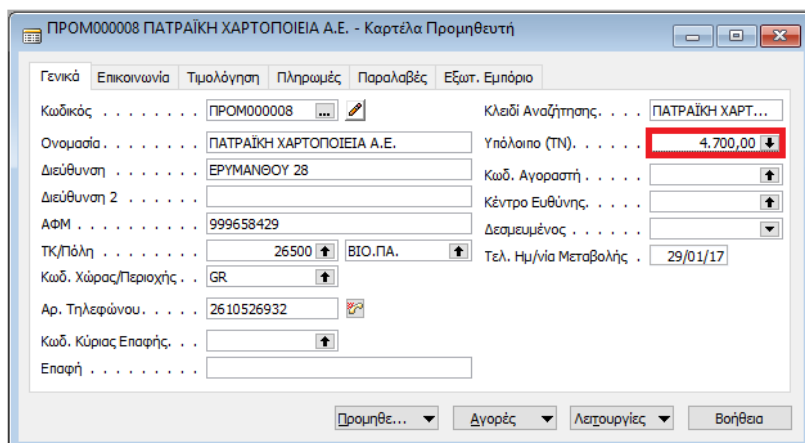 ΠΡΟΜ000008 ΠΑΤΡΑΪΚΗ ΧΑΡΤΟΠΟΙΕΙΑ Α.Ε. - Καρτέλα Προμηθευτή
Γενικά Επικοινωνία Τιμολόγηση Πληρωμές Παραλαβές Εξωτ. Εμπόριο
Κωδικός . . . . . . . . ΠΡΟΜ000008 ... Κλειδί Αναζήτησης. . . . ΠΑΤΡΑΪΚΗ ΧΑΡΤ...
Ονομασία. . . . . . . . ΠΑΤΡΑΪΚΗ ΧΑΡΤΟΠΟΙΕΙΑ Α.Ε. Υπόλοιπο (ΤΝ). . . . . . 4.700,00
Διεύθυνση . . . . . . . ΕΡΥΜΑΝΘΟΥ 28 Κωδ. Αγοραστή . . . . .
Διεύθυνση 2 . . . . . . Κέντρο Ευθύνης. . . . .
ΑΦΜ . . . . . . . . . . 999658429 Δεσμευμένος . . . . . .
ΤΚ/Πόλη . . . . . . . . 26500 ΒΙΟ.ΠΑ. Τελ. Ημ/νία Μεταβολής . 29/01/17
Κωδ. Χώρας/Περιοχής . . GR
Αρ. Τηλεφώνου. . . . . 2610526932
Κωδ. Κύριας Επαφής. . .
Επαφή . . . . . . . . .
Προμηθε... Αγορές Λειτουργίες Βοήθεια